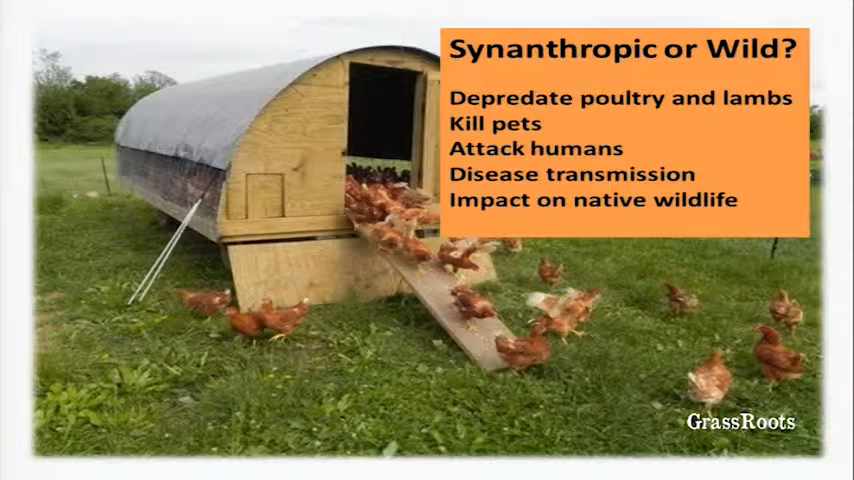 Synanthropic or Wild?
Depredate poultry and lambs
Kill pets
Attack humans
Disease transmission
Impact on native wildlife
GrassRoots